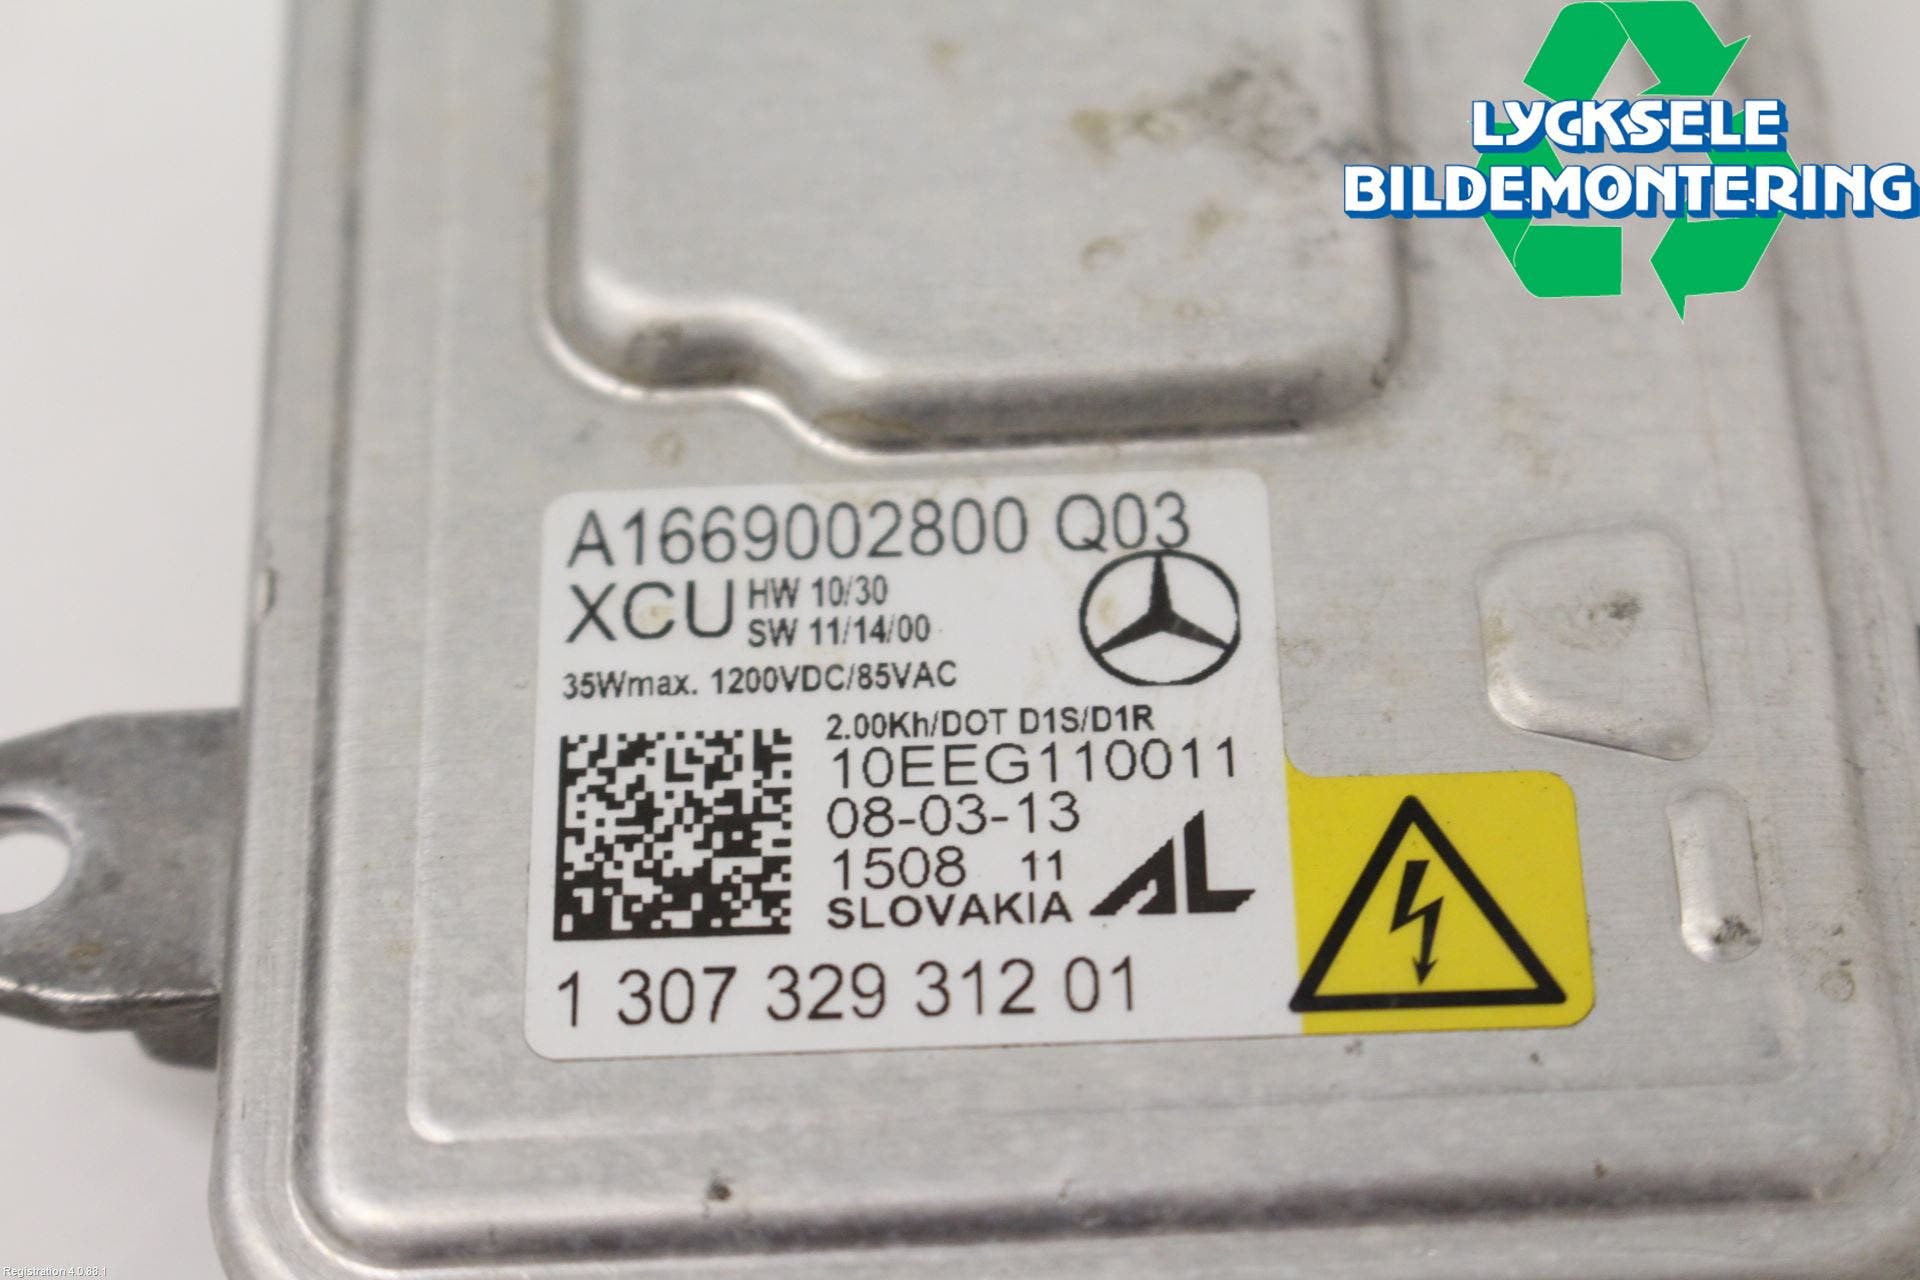 LYCKSELE
BILDEMONTERING
A1669002800 Q03
XCU HW 10/30
SW 11/14/00
35Wmax. 1200VDC/85VAC
2.00Kh/DOT D1S/D1R
10EEG110011
08-03-13
1508 11
SLOVAKIA AL
1 307 329 312 01
Registration 4.0.88.1